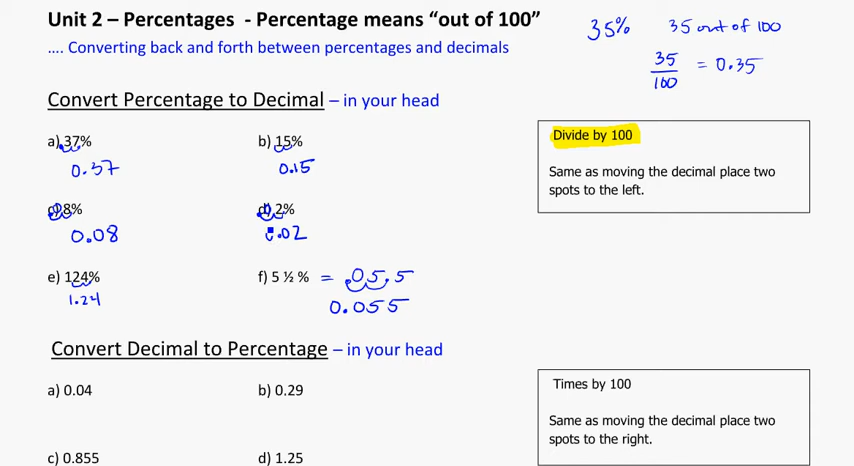 Unit 2 – Percentages - Percentage means “out of 100”
35% 35 out of 100
.... Converting back and forth between percentages and decimals
35/100 = 0.35
Convert Percentage to Decimal – in your head
a) 37% b) 15%
0.37 0.15
Divide by 100
Same as moving the decimal place two
spots to the left.
c) 8% d) 2%
0.08 0.02
e) 124% f) 5 ½ % = .05.5
1.24 0.055
Convert Decimal to Percentage – in your head
a) 0.04 b) 0.29
Times by 100
Same as moving the decimal place two
spots to the right.
c) 0.855 d) 1.25